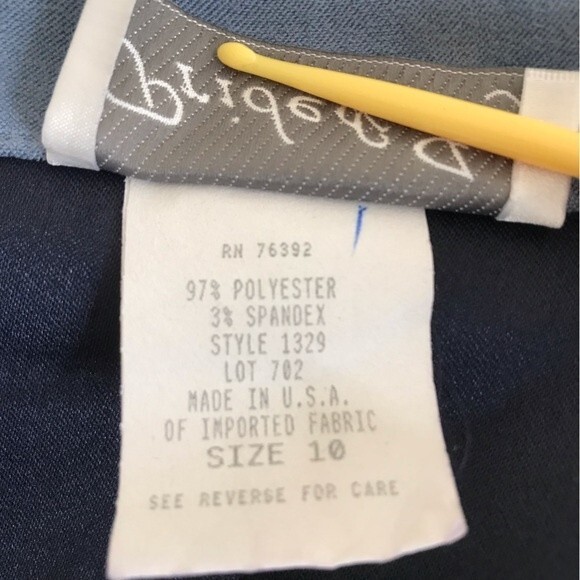 RN 76392
97% POLYESTER
3% SPANDEX
STYLE 1329
LOT 702
MADE IN U.S.A.
OF IMPORTED FABRIC
SIZE 10
SEE REVERSE FOR CARE